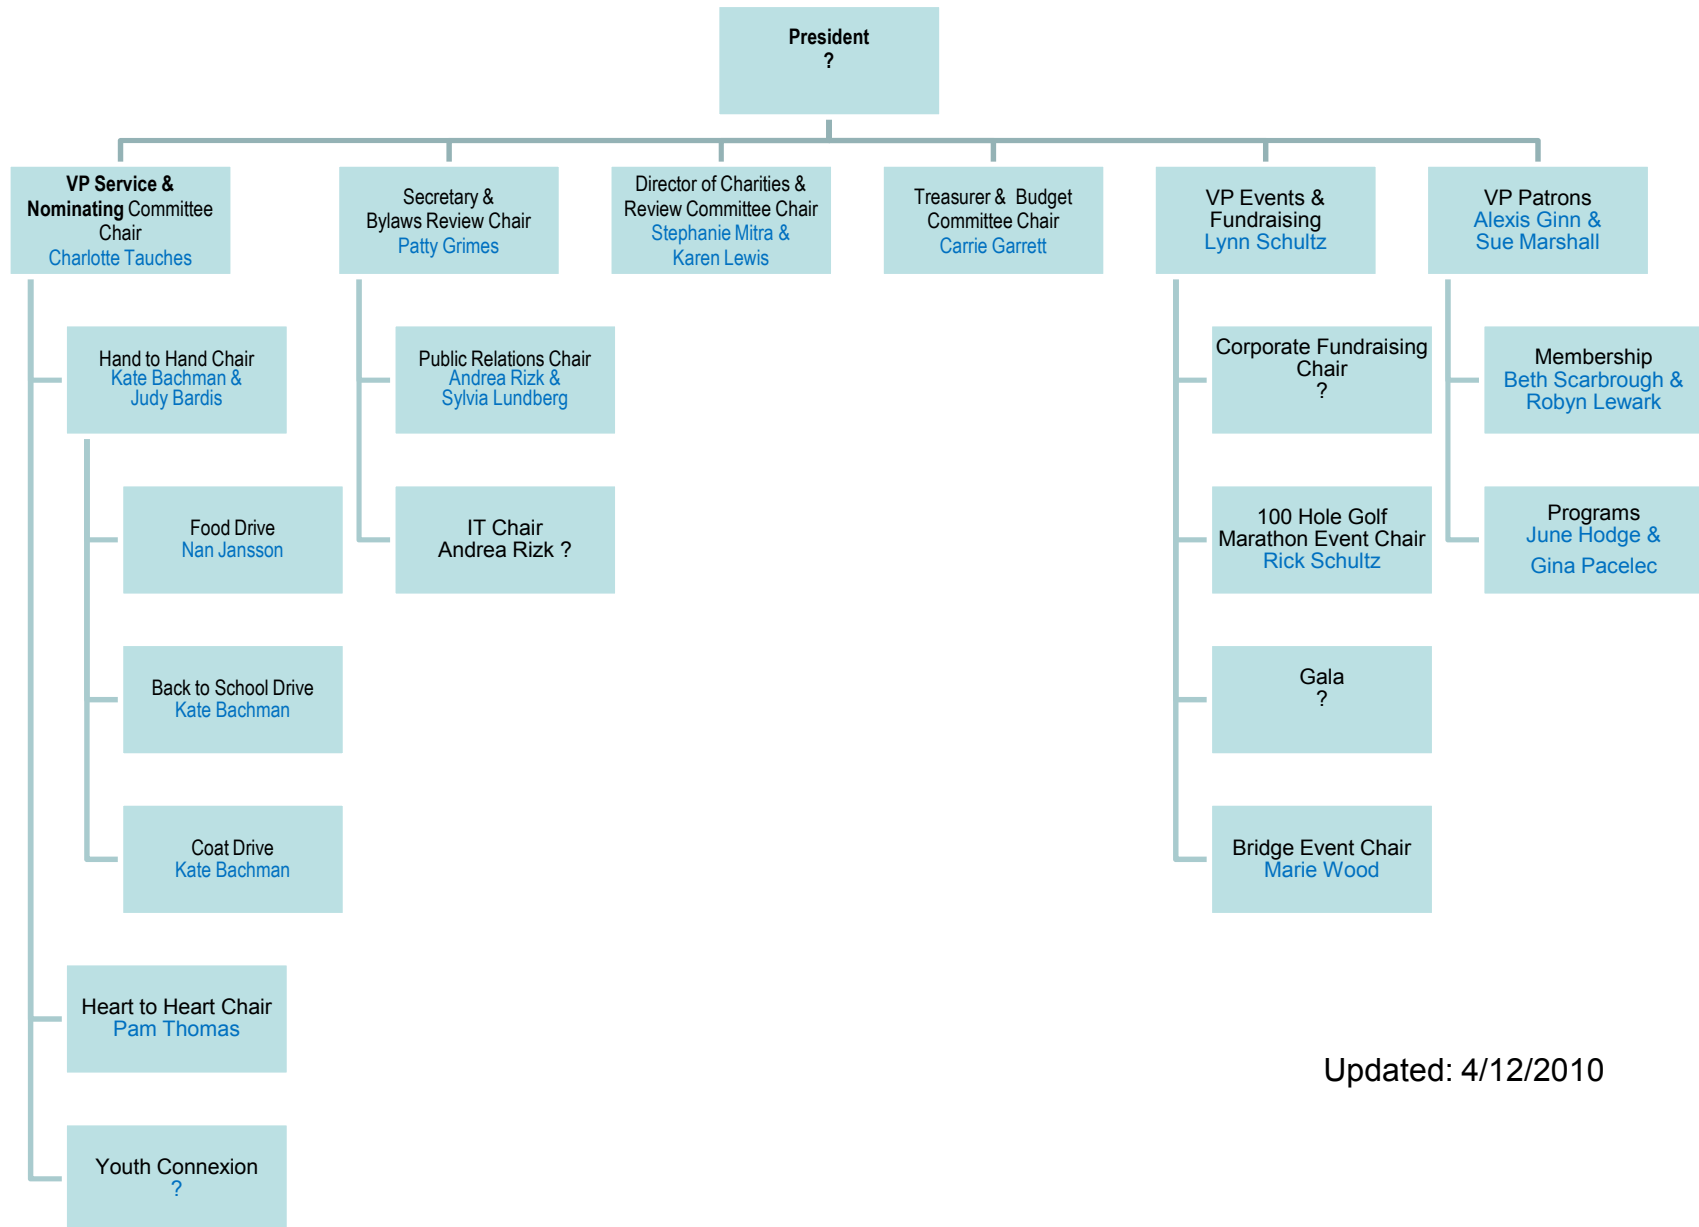 President
?
VP Service &
Nominating Committee
Chair
Charlotte Tauches
Secretary &
Bylaws Review Chair
Patty Grimes
Director of Charities &
Review Committee Chair
Stephanie Mitra &
Karen Lewis
Treasurer & Budget
Committee Chair
Carrie Garrett
VP Events &
Fundraising
Lynn Schultz
VP Patrons
Alexis Ginn &
Sue Marshall
Hand to Hand Chair
Kate Bachman &
Judy Bardis
Public Relations Chair
Andrea Rizk &
Sylvia Lundberg
Corporate Fundraising
Chair
?
Membership
Beth Scarbrough &
Robyn Lewark
Food Drive
Nan Jansson
IT Chair
Andrea Rizk ?
100 Hole Golf
Marathon Event Chair
Rick Schultz
Programs
June Hodge &
Gina Pacelec
Back to School Drive
Kate Bachman
Gala
?
Coat Drive
Kate Bachman
Bridge Event Chair
Marie Wood
Heart to Heart Chair
Pam Thomas
Updated: 4/12/2010
Youth Connexion
?